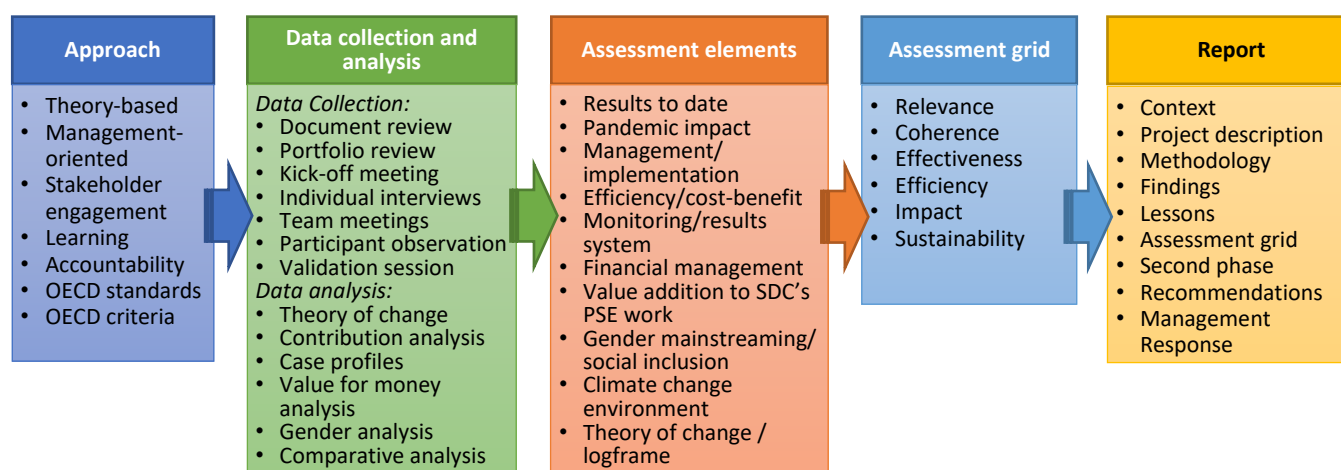 Approach
• Theory-based
• Management-
oriented
• Stakeholder
engagement
• Learning
• Accountability
• OECD standards
• OECD criteria
Data collection and
analysis
Data Collection:
• Document review
• Portfolio review
• Kick-off meeting
• Individual interviews
• Team meetings
• Participant observation
• Validation session
Data analysis:
• Theory of change
• Contribution analysis
• Case profiles
• Value for money
analysis
• Gender analysis
• Comparative analysis
Assessment elements
• Results to date
• Pandemic impact
• Management/
implementation
• Efficiency/cost-benefit
• Monitoring/results
system
• Financial management
• Value addition to SDC's
PSE work
• Gender mainstreaming/
social inclusion
• Climate change
environment
• Theory of change /
logframe
Assessment grid
• Relevance
• Coherence
• Effectiveness
• Efficiency
• Impact
• Sustainability
Report
• Context
• Project description
• Methodology
• Findings
• Lessons
• Assessment grid
• Second phase
• Recommendations
• Management
Response